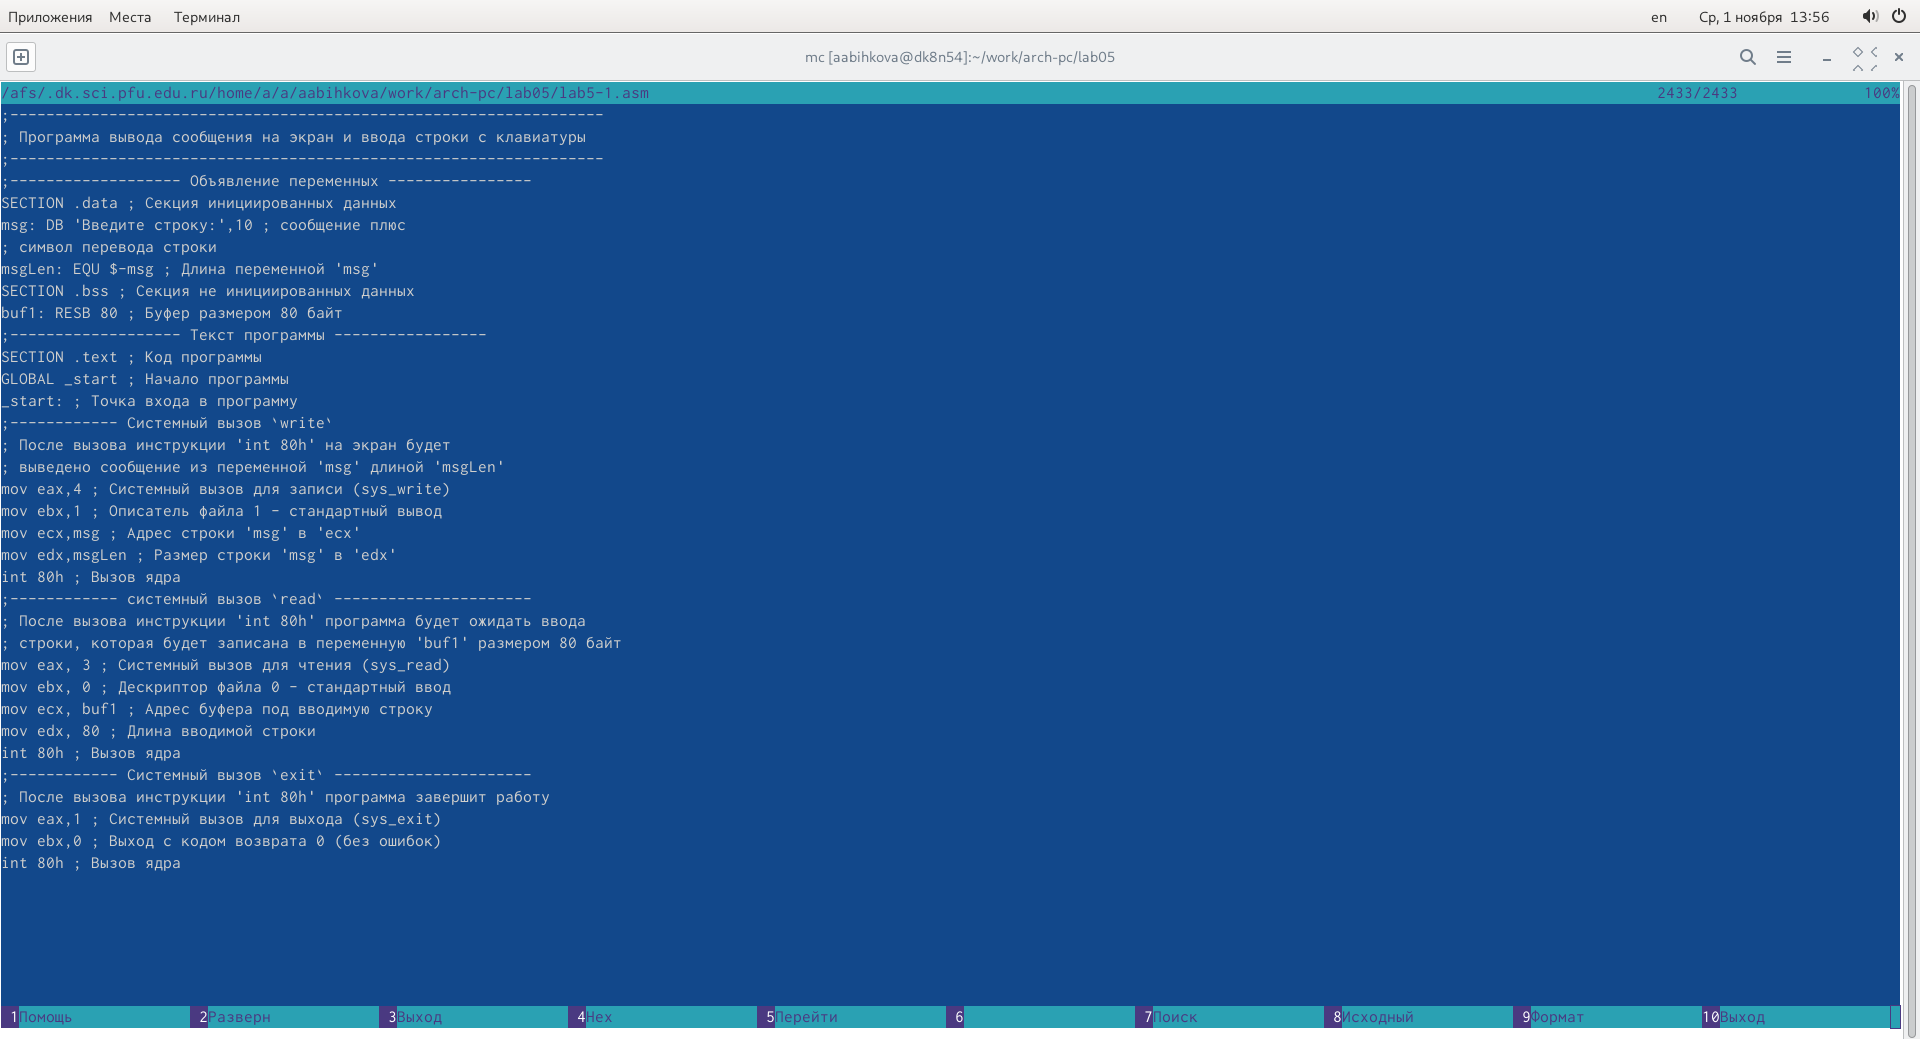 Приложения Места Терминал en Ср, 1 ноября 13:56
mc [aabihkova@dk8n54]:~/work/arch-pc/lab05
/afs/.dk.sci.pfu.edu.ru/home/a/a/aabihkova/work/arch-pc/lab05/lab5-1.asm 2433/2433 100%
;------------------------------------------------------------------
; Программа вывода сообщения на экран и ввода строки с клавиатуры
;------------------------------------------------------------------
;------------------- Объявление переменных ----------------
SECTION .data ; Секция инициированных данных
msg: DB 'Введите строку:',10 ; сообщение плюс
; символ перевода строки
msgLen: EQU $-msg ; Длина переменной 'msg'
SECTION .bss ; Секция не инициированных данных
buf1: RESB 80 ; Буфер размером 80 байт
;------------------- Текст программы -----------------
SECTION .text ; Код программы
GLOBAL _start ; Начало программы
_start: ; Точка входа в программу
;------------ Системный вызов `write`
; После вызова инструкции 'int 80h' на экран будет
; выведено сообщение из переменной 'msg' длиной 'msgLen'
mov eax,4 ; Системный вызов для записи (sys_write)
mov ebx,1 ; Описатель файла 1 - стандартный вывод
mov ecx,msg ; Адрес строки 'msg' в 'ecx'
mov edx,msgLen ; Размер строки 'msg' в 'edx'
int 80h ; Вызов ядра
;------------ системный вызов `read` ----------------------
; После вызова инструкции 'int 80h' программа будет ожидать ввода
; строки, которая будет записана в переменную 'buf1' размером 80 байт
mov eax, 3 ; Системный вызов для чтения (sys_read)
mov ebx, 0 ; Дескриптор файла 0 - стандартный ввод
mov ecx, buf1 ; Адрес буфера под вводимую строку
mov edx, 80 ; Длина вводимой строки
int 80h ; Вызов ядра
;------------ Системный вызов `exit` ----------------------
; После вызова инструкции 'int 80h' программа завершит работу
mov eax,1 ; Системный вызов для выхода (sys_exit)
mov ebx,0 ; Выход с кодом возврата 0 (без ошибок)
int 80h ; Вызов ядра
1Помощь 2Разверн 3Выход 4Hex 5Перейти 6 7Поиск 8Исходный 9Формат 10Выход